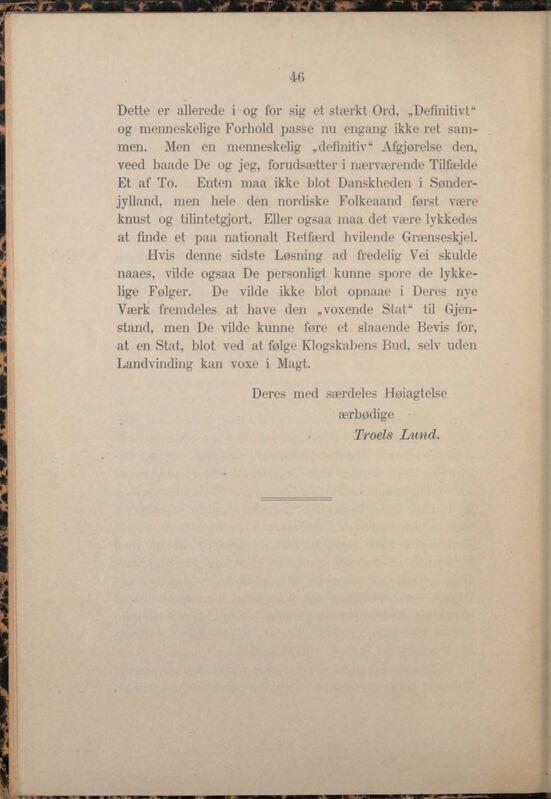 46
Dette er allerede i og for sig et stærkt Ord, „Definitivt“
og menneskelige Forhold passe nu engang ikke ret sam-
men. Men en menneskelig „definitiv“ Afgjørelse den,
veed baade De og jeg, forudsætter i nærværende Tilfælde
Et af To. Enten maa ikke blot Danskheden i Sønder-
jylland, men hele den nordiske Folkeaand først være
knust og tilintetgjort. Eller ogsaa maa det være lykkedes
at finde et paa nationalt Retfærd hvilende Grænseskjel.
Hvis denne sidste Løsning ad fredelig Vei skulde
naaes, vilde ogsaa De personligt kunne spore de lykke-
lige Følger. De vilde ikke blot opnaae i Deres nye
Værk fremdeles at have den „voxende Stat“ til Gjen-
stand, men De vilde kunne føre et slaaende Bevis for,
at en Stat, blot ved at følge Klogskabens Bud, selv uden
Landvinding kan voxe i Magt.
Deres med særdeles Høiagtelse
ærbødige
Troels Lund.